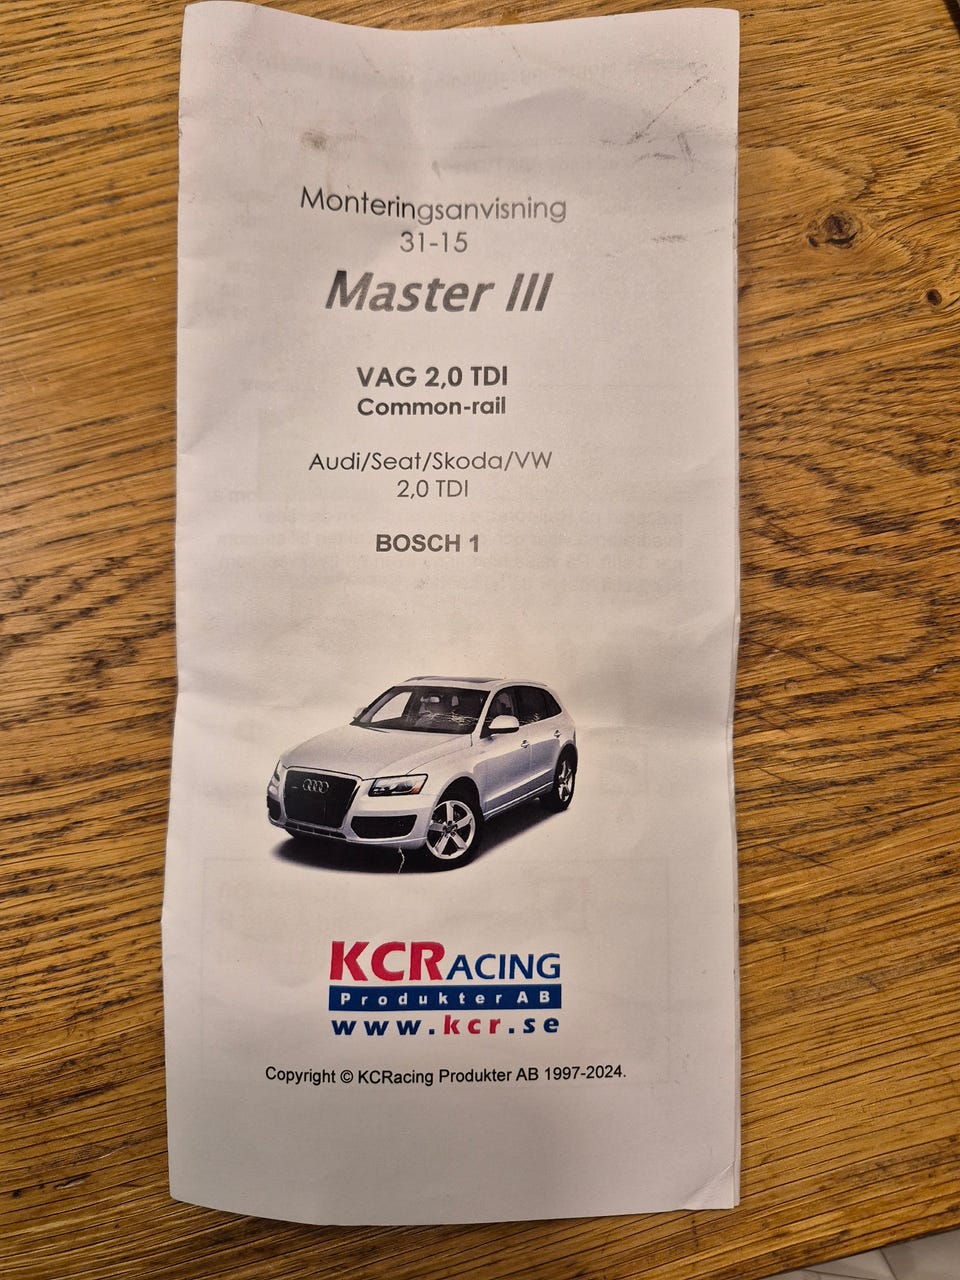 Monteringsanvisning
31-15
Master III
VAG 2,0 TDI
Common-rail
Audi/Seat/Skoda/VW
2,0 TDI
BOSCH 1
KCRACING
Produkter AB
www.kcr.se
Copyright © KCRacing Produkter AB 1997-2024.